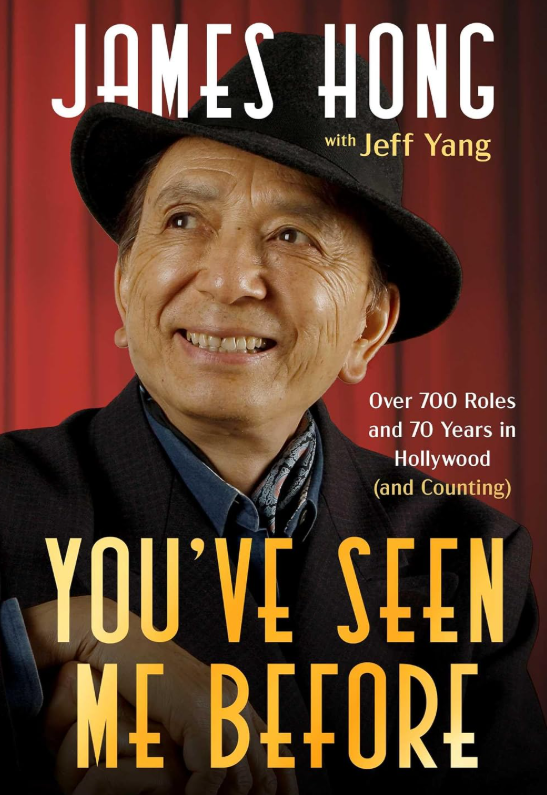 JAMES HONG
with Jeff Yang
Over 700 Roles
and 70 Years in
Hollywood
(and Counting)
YOU'VE SEEN
ME BEFORE